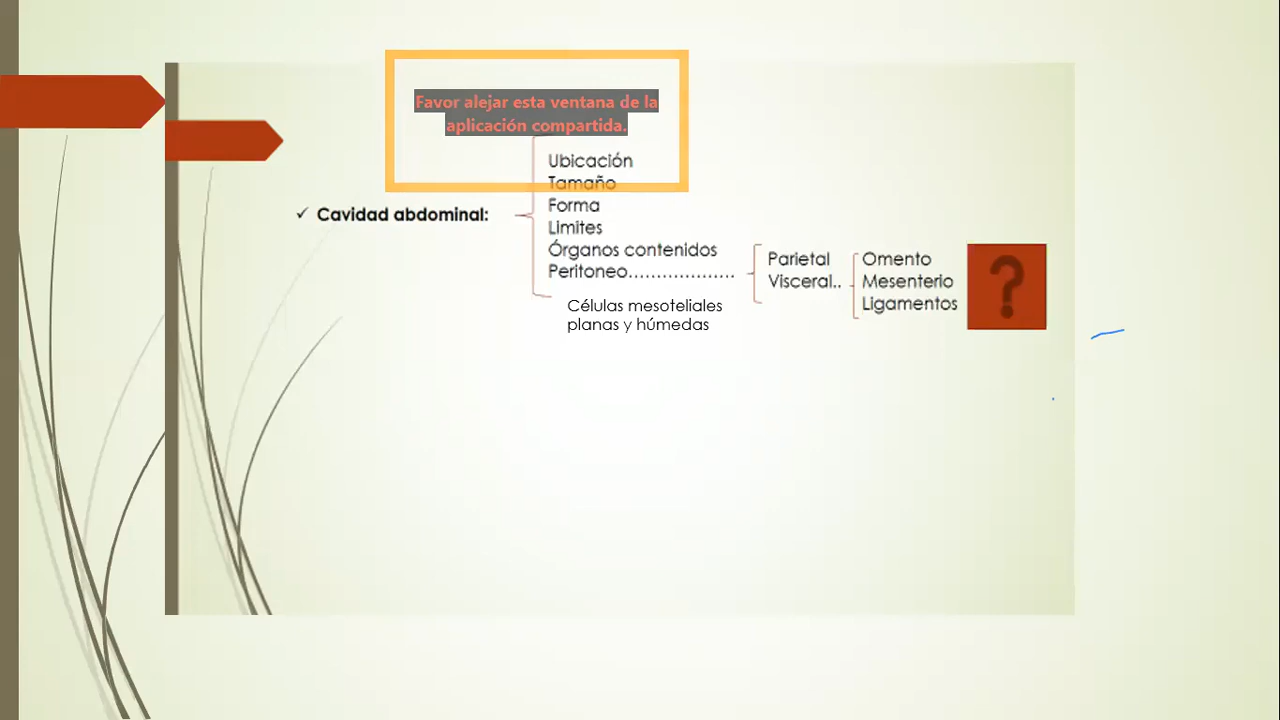 Favor alejar esta ventana de la
aplicación compartida.
✓ Cavidad abdominal:
Ubicación
Tamaño
Forma
Limites
Órganos contenidos
Peritoneo...................
Células mesoteliales
planas y húmedas
Parietal
Visceral..
Omento
Mesenterio
Ligamentos
?